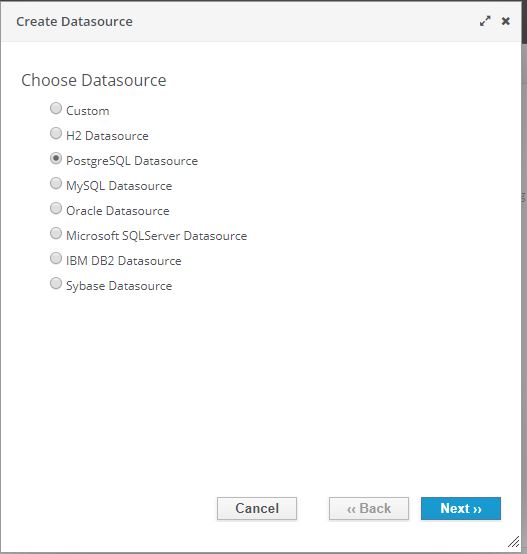 Create Datasource
Choose Datasource
Custom
H2 Datasource
PostgreSQL Datasource
MySQL Datasource
Oracle Datasource
Microsoft SQLServer Datasource
IBM DB2 Datasource
Sybase Datasource
Cancel
‹‹ Back
Next ››